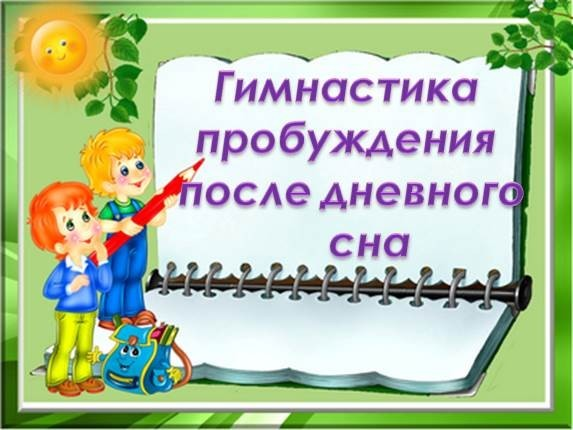 Гимнастика
пробуждения
после дневного
сна